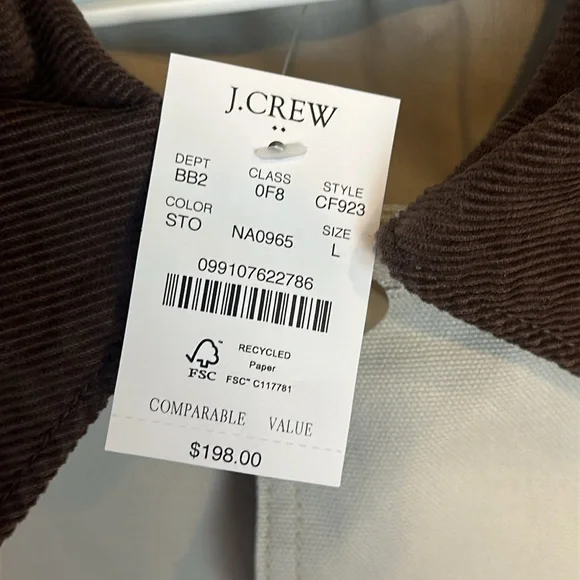 J.CREW
DEPT CLASS STYLE
BB2 0F8 CF923
COLOR SIZE
STO NA0965 L
099107622786
FSC
RECYCLED
Paper
FSC™ C117781
COMPARABLE VALUE
$198.00